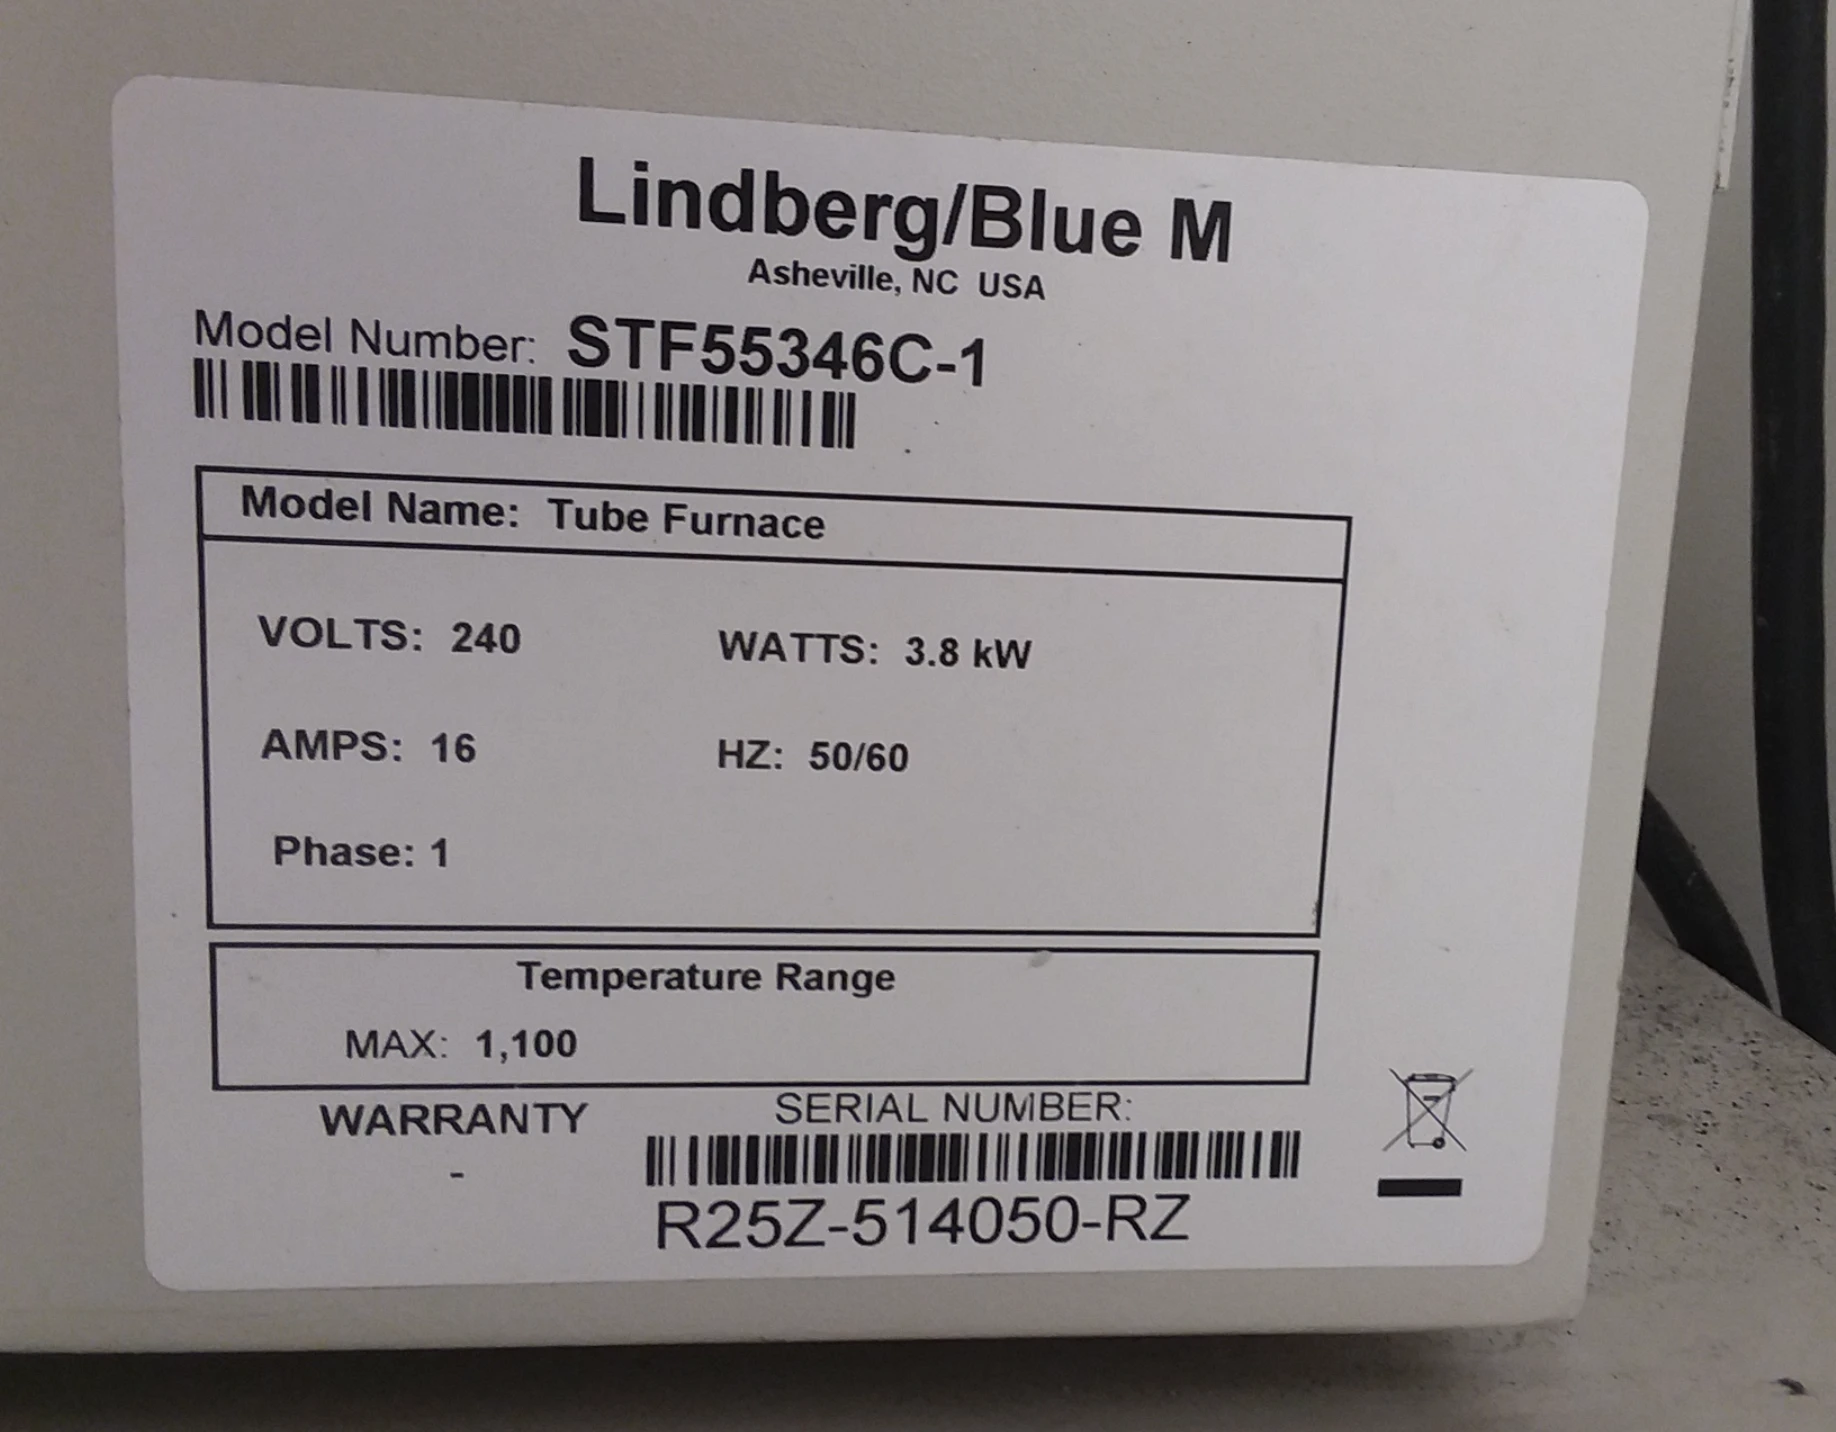 Lindberg/Blue M
Asheville, NC USA
Model Number: STF55346C-1
Model Name: Tube Furnace
VOLTS: 240 WATTS: 3.8 kW
AMPS: 16 HZ: 50/60
Phase: 1
Temperature Range
MAX: 1,100
WARRANTY SERIAL NUMBER:
-
R25Z-514050-RZ